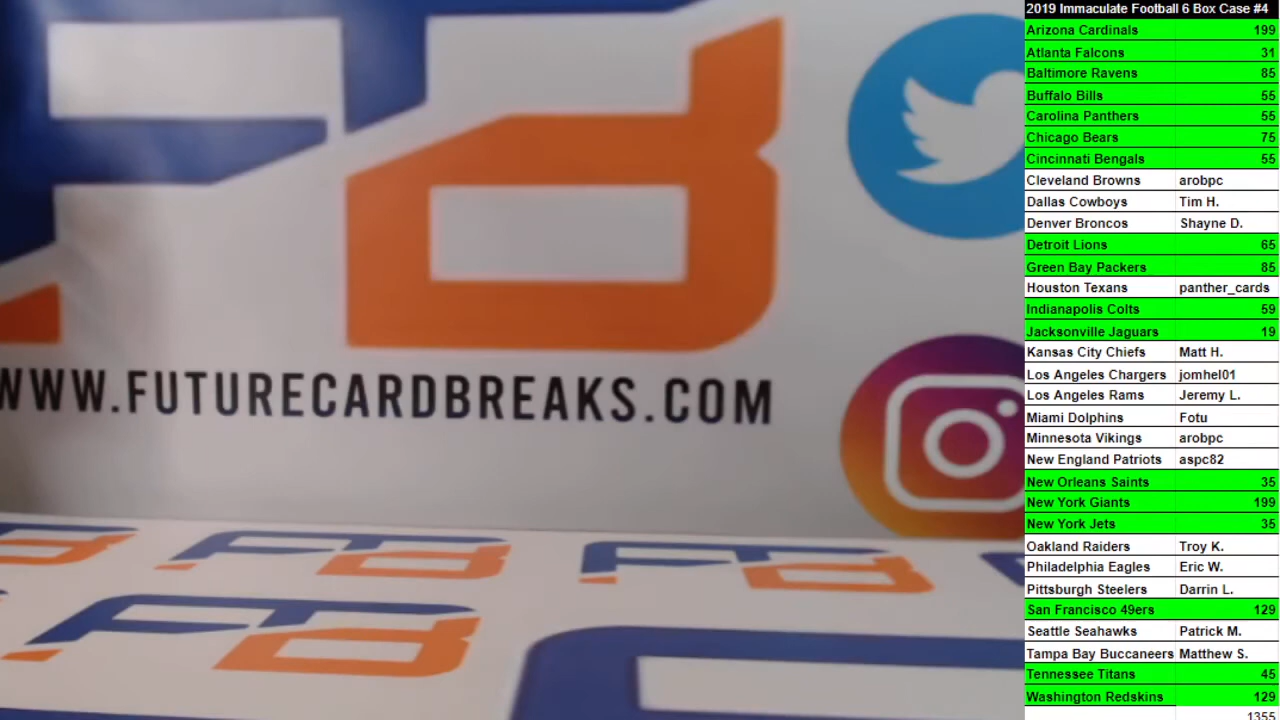 WWW.FUTURECARDBREAKS.COM
2019 Immaculate Football 6 Box Case #4
Arizona Cardinals 199
Atlanta Falcons 31
Baltimore Ravens 85
Buffalo Bills 55
Carolina Panthers 55
Chicago Bears 75
Cincinnati Bengals 55
Cleveland Browns arobpc
Dallas Cowboys Tim H.
Denver Broncos Shayne D.
Detroit Lions 65
Green Bay Packers 85
Houston Texans panther_cards
Indianapolis Colts 59
Jacksonville Jaguars 19
Kansas City Chiefs Matt H.
Los Angeles Chargers jomhel01
Los Angeles Rams Jeremy L.
Miami Dolphins Fotu
Minnesota Vikings arobpc
New England Patriots aspc82
New Orleans Saints 35
New York Giants 199
New York Jets 35
Oakland Raiders Troy K.
Philadelphia Eagles Eric W.
Pittsburgh Steelers Darrin L.
San Francisco 49ers 129
Seattle Seahawks Patrick M.
Tampa Bay Buccaneers Matthew S.
Tennessee Titans 45
Washington Redskins 129
1355